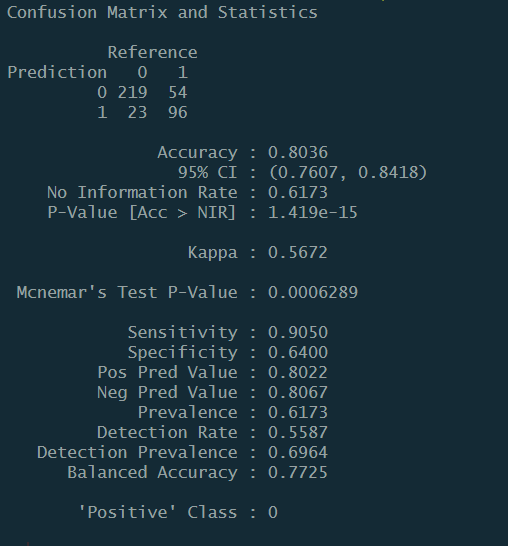 Confusion Matrix and Statistics
Reference
Prediction 0 1
0 219 54
1 23 96
Accuracy : 0.8036
95% CI : (0.7607, 0.8418)
No Information Rate : 0.6173
P-Value [Acc > NIR] : 1.419e-15
Kappa : 0.5672
Mcnemar's Test P-Value : 0.0006289
Sensitivity : 0.9050
Specificity : 0.6400
Pos Pred Value : 0.8022
Neg Pred Value : 0.8067
Prevalence : 0.6173
Detection Rate : 0.5587
Detection Prevalence : 0.6964
Balanced Accuracy : 0.7725
'Positive' Class : 0